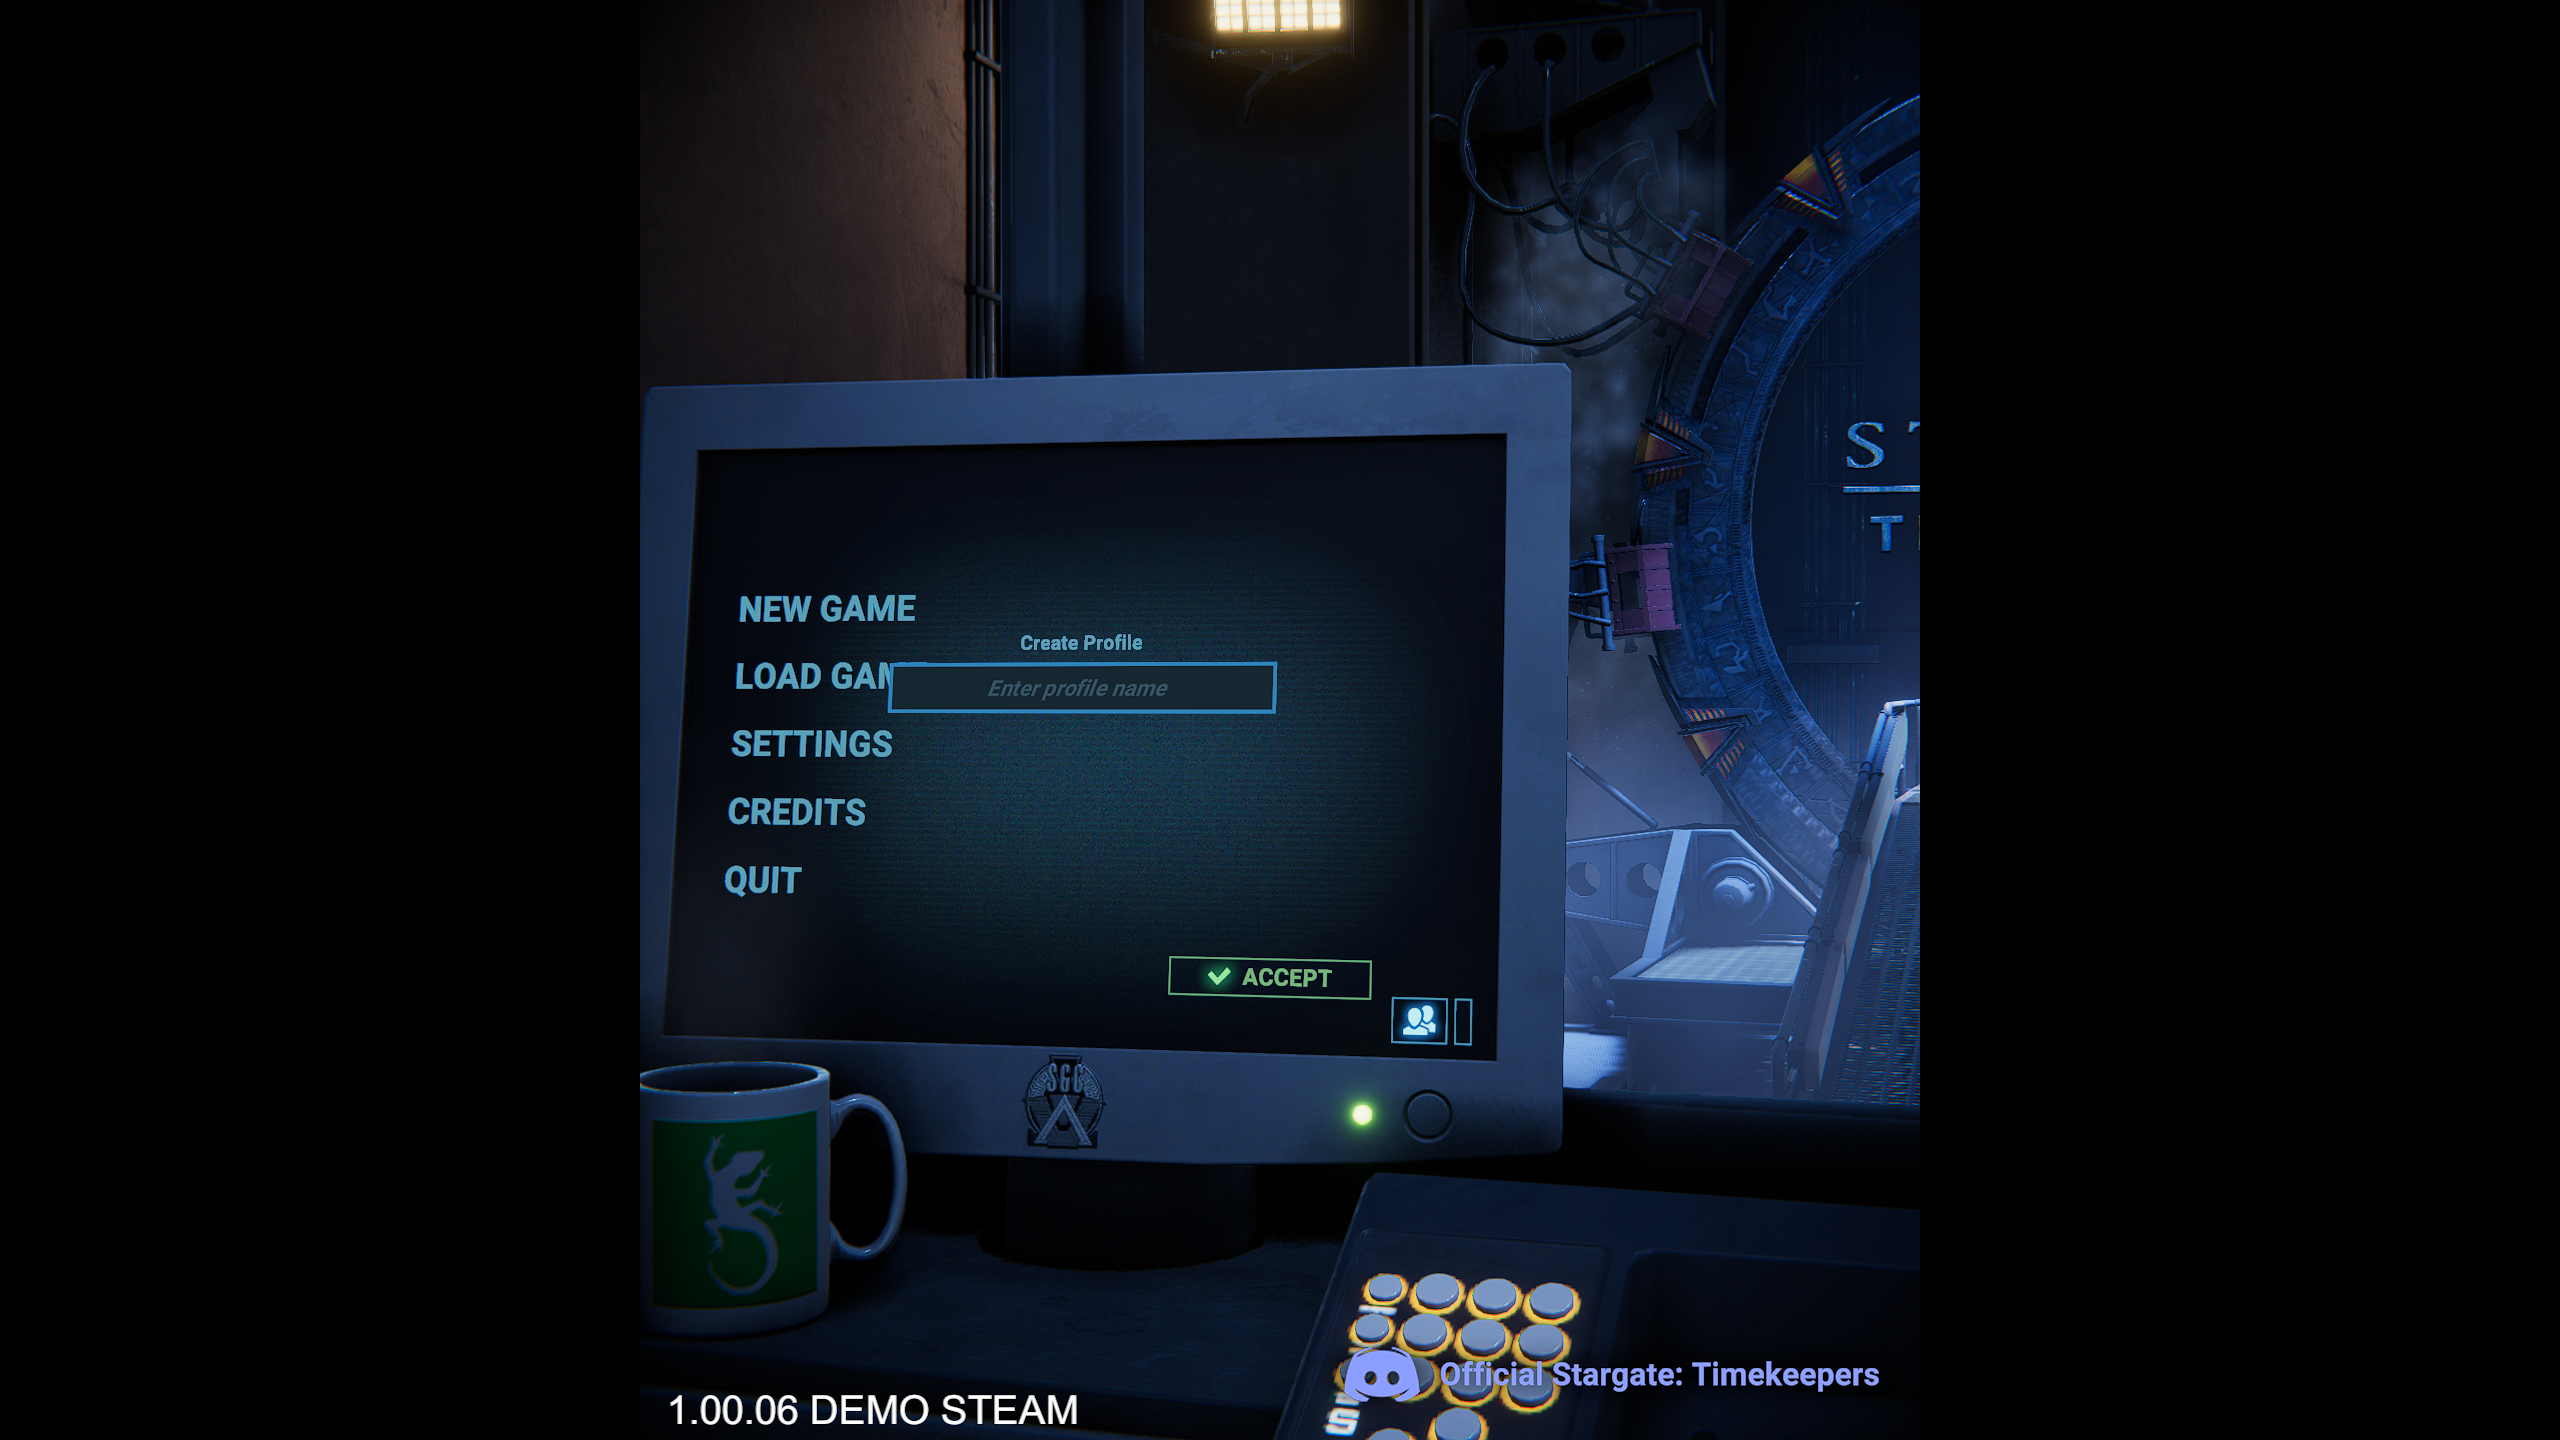 S T
T
NEW GAME
Create Profile
LOAD GAM
Enter profile name
SETTINGS
CREDITS
QUIT
ACCEPT
SGC
Official Stargate: Timekeepers
1.00.06 DEMO STEAM